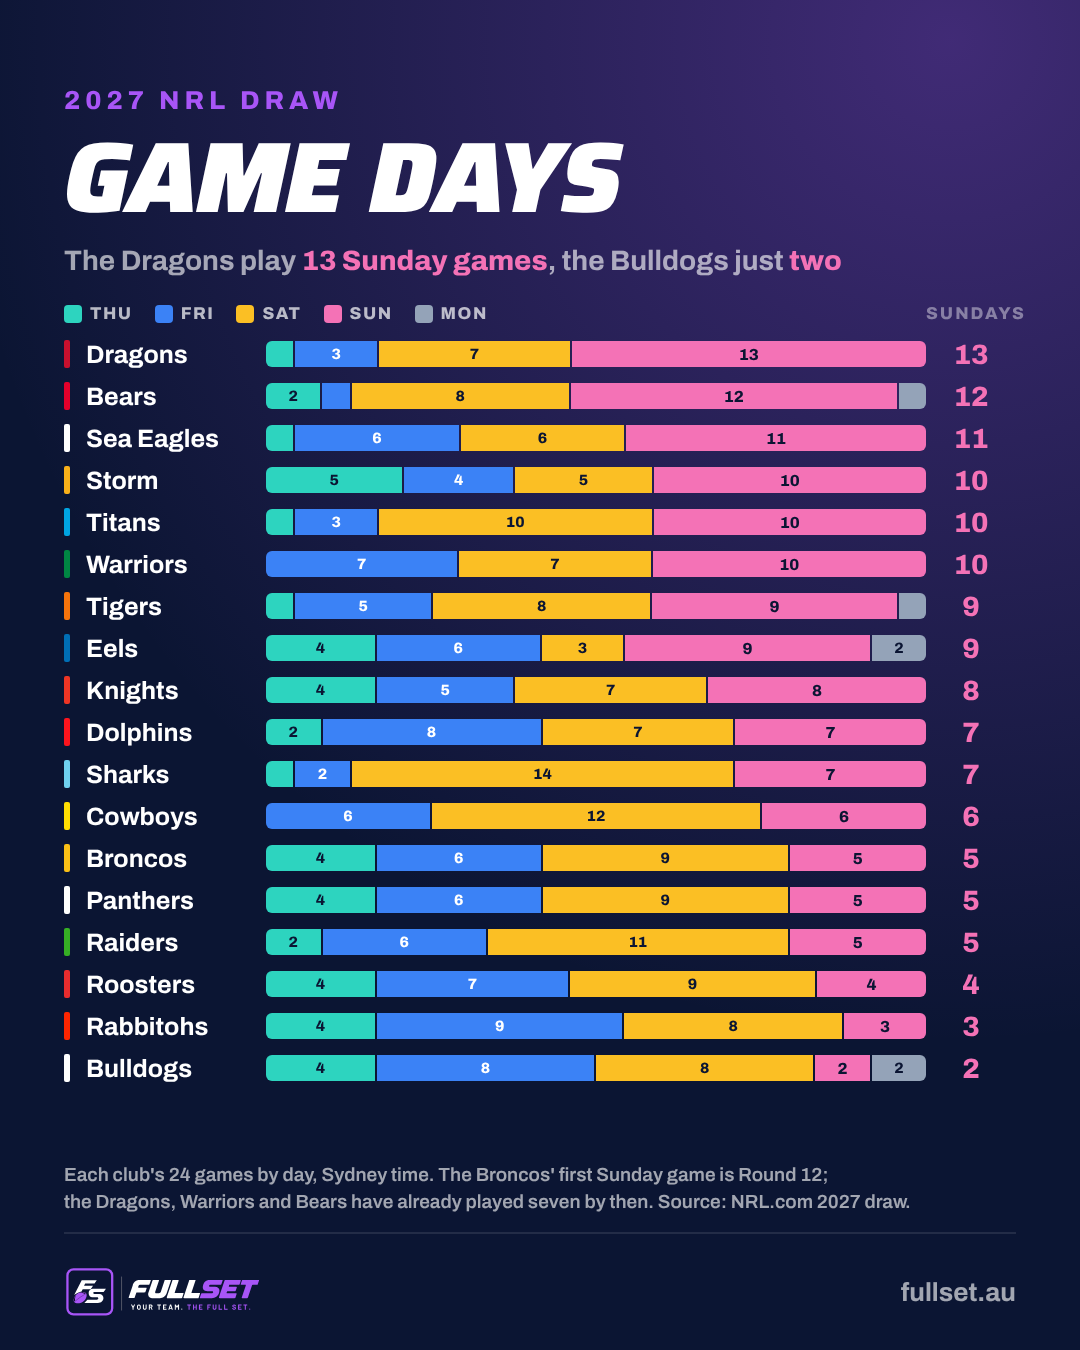 2027 NRL DRAW
GAME DAYS
The Dragons play 13 Sunday games, the Bulldogs just two
THU FRI SAT SUN MON SUNDAYS
Dragons 3 7 13 13
Bears 2 8 12 12
Sea Eagles 6 6 11 11
Storm 5 4 5 10 10
Titans 3 10 10 10
Warriors 7 7 10 10
Tigers 5 8 9 9
Eels 4 6 3 9 2 9
Knights 4 5 7 8 8
Dolphins 2 8 7 7 7
Sharks 2 14 7 7
Cowboys 6 12 6 6
Broncos 4 6 9 5 5
Panthers 4 6 9 5 5
Raiders 2 6 11 5 5
Roosters 4 7 9 4 4
Rabbitohs 4 9 8 3 3
Bulldogs 4 8 8 2 2 2
Each club's 24 games by day, Sydney time. The Broncos' first Sunday game is Round 12;
the Dragons, Warriors and Bears have already played seven by then. Source: NRL.com 2027 draw.
FS FULLSET
YOUR TEAM. THE FULL SET.
fullset.au